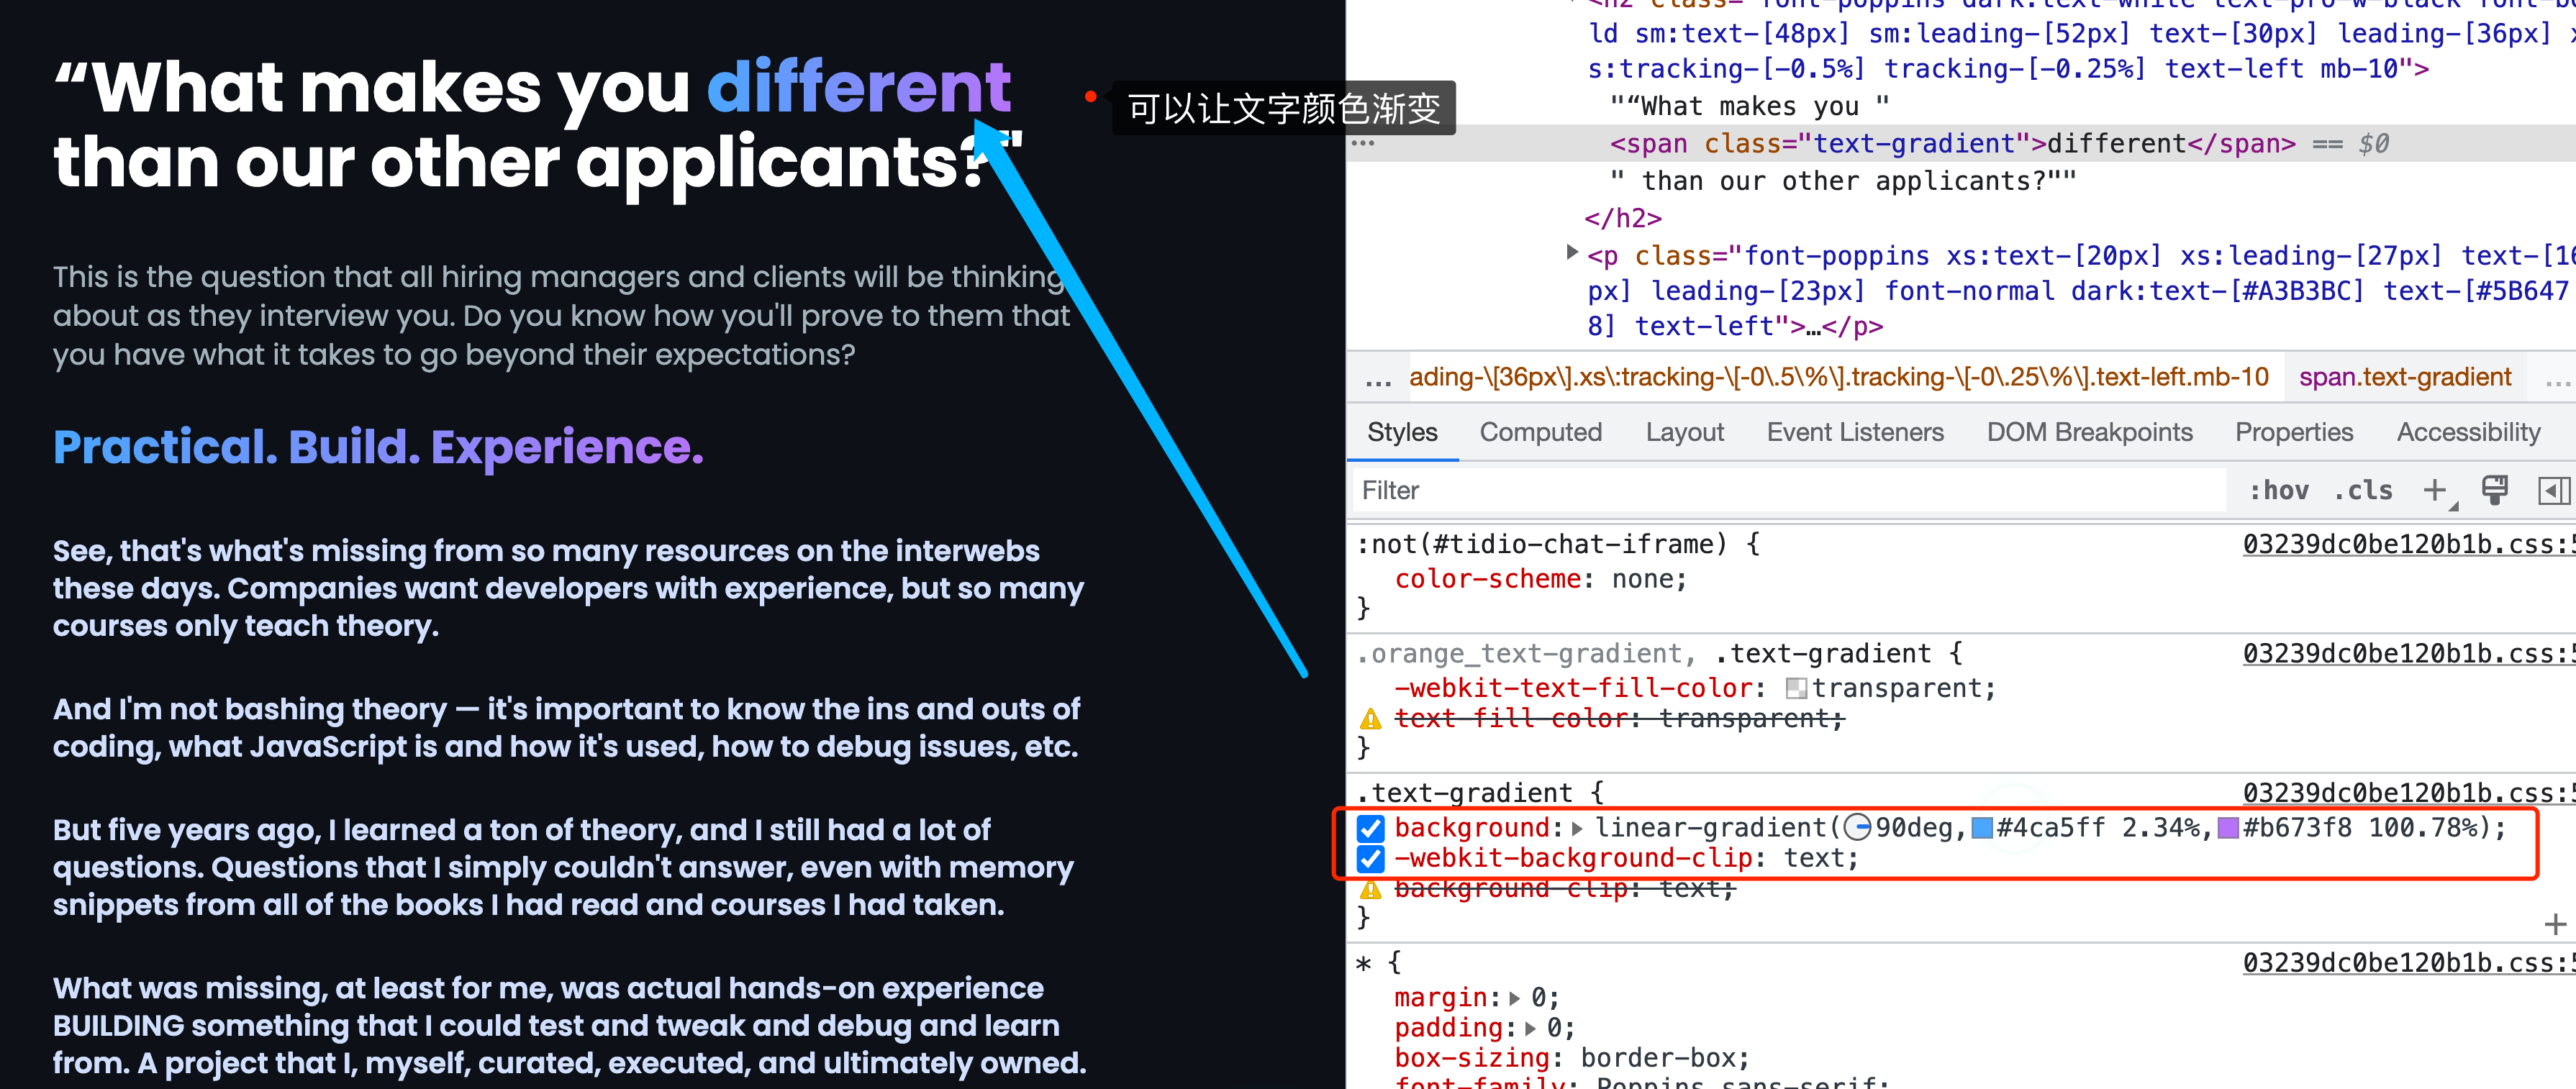 “What makes you different
than our other applicants?"
可以让文字颜色渐变
This is the question that all hiring managers and clients will be thinking
about as they interview you. Do you know how you'll prove to them that
you have what it takes to go beyond their expectations?
Practical. Build. Experience.
See, that's what's missing from so many resources on the interwebs
these days. Companies want developers with experience, but so many
courses only teach theory.
And I'm not bashing theory — it's important to know the ins and outs of
coding, what JavaScript is and how it's used, how to debug issues, etc.
But five years ago, I learned a ton of theory, and I still had a lot of
questions. Questions that I simply couldn't answer, even with memory
snippets from all of the books I had read and courses I had taken.
What was missing, at least for me, was actual hands-on experience
BUILDING something that I could test and tweak and debug and learn
from. A project that I, myself, curated, executed, and ultimately owned.
<h2 class="font-poppins dark:text-white text-pro-w-black font-bo
ld sm:text-[48px] sm:leading-[52px] text-[30px] leading-[36px] x
s:tracking-[-0.5%] tracking-[-0.25%] text-left mb-10">
"“What makes you "
… <span class="text-gradient">different</span> == $0
" than our other applicants?""
</h2>
<p class="font-poppins xs:text-[20px] xs:leading-[27px] text-[16
px] leading-[23px] font-normal dark:text-[#A3B3BC] text-[#5B647
8] text-left">…</p>
… ading-\[36px\].xs\:tracking-\[-0\.5\%\].tracking-\[-0\.25\%\].text-left.mb-10 span.text-gradient …
Styles Computed Layout Event Listeners DOM Breakpoints Properties Accessibility
Filter :hov .cls +
:not(#tidio-chat-iframe) { 03239dc0be120b1b.css:5
color-scheme: none;
}
.orange_text-gradient, .text-gradient { 03239dc0be120b1b.css:5
-webkit-text-fill-color: transparent;
text-fill-color: transparent;
}
.text-gradient { 03239dc0be120b1b.css:5
background: linear-gradient(90deg,#4ca5ff 2.34%,#b673f8 100.78%);
-webkit-background-clip: text;
background-clip: text;
}
+
* { 03239dc0be120b1b.css:5
margin: 0;
padding: 0;
box-sizing: border-box;
font-family: Poppins,sans-serif;